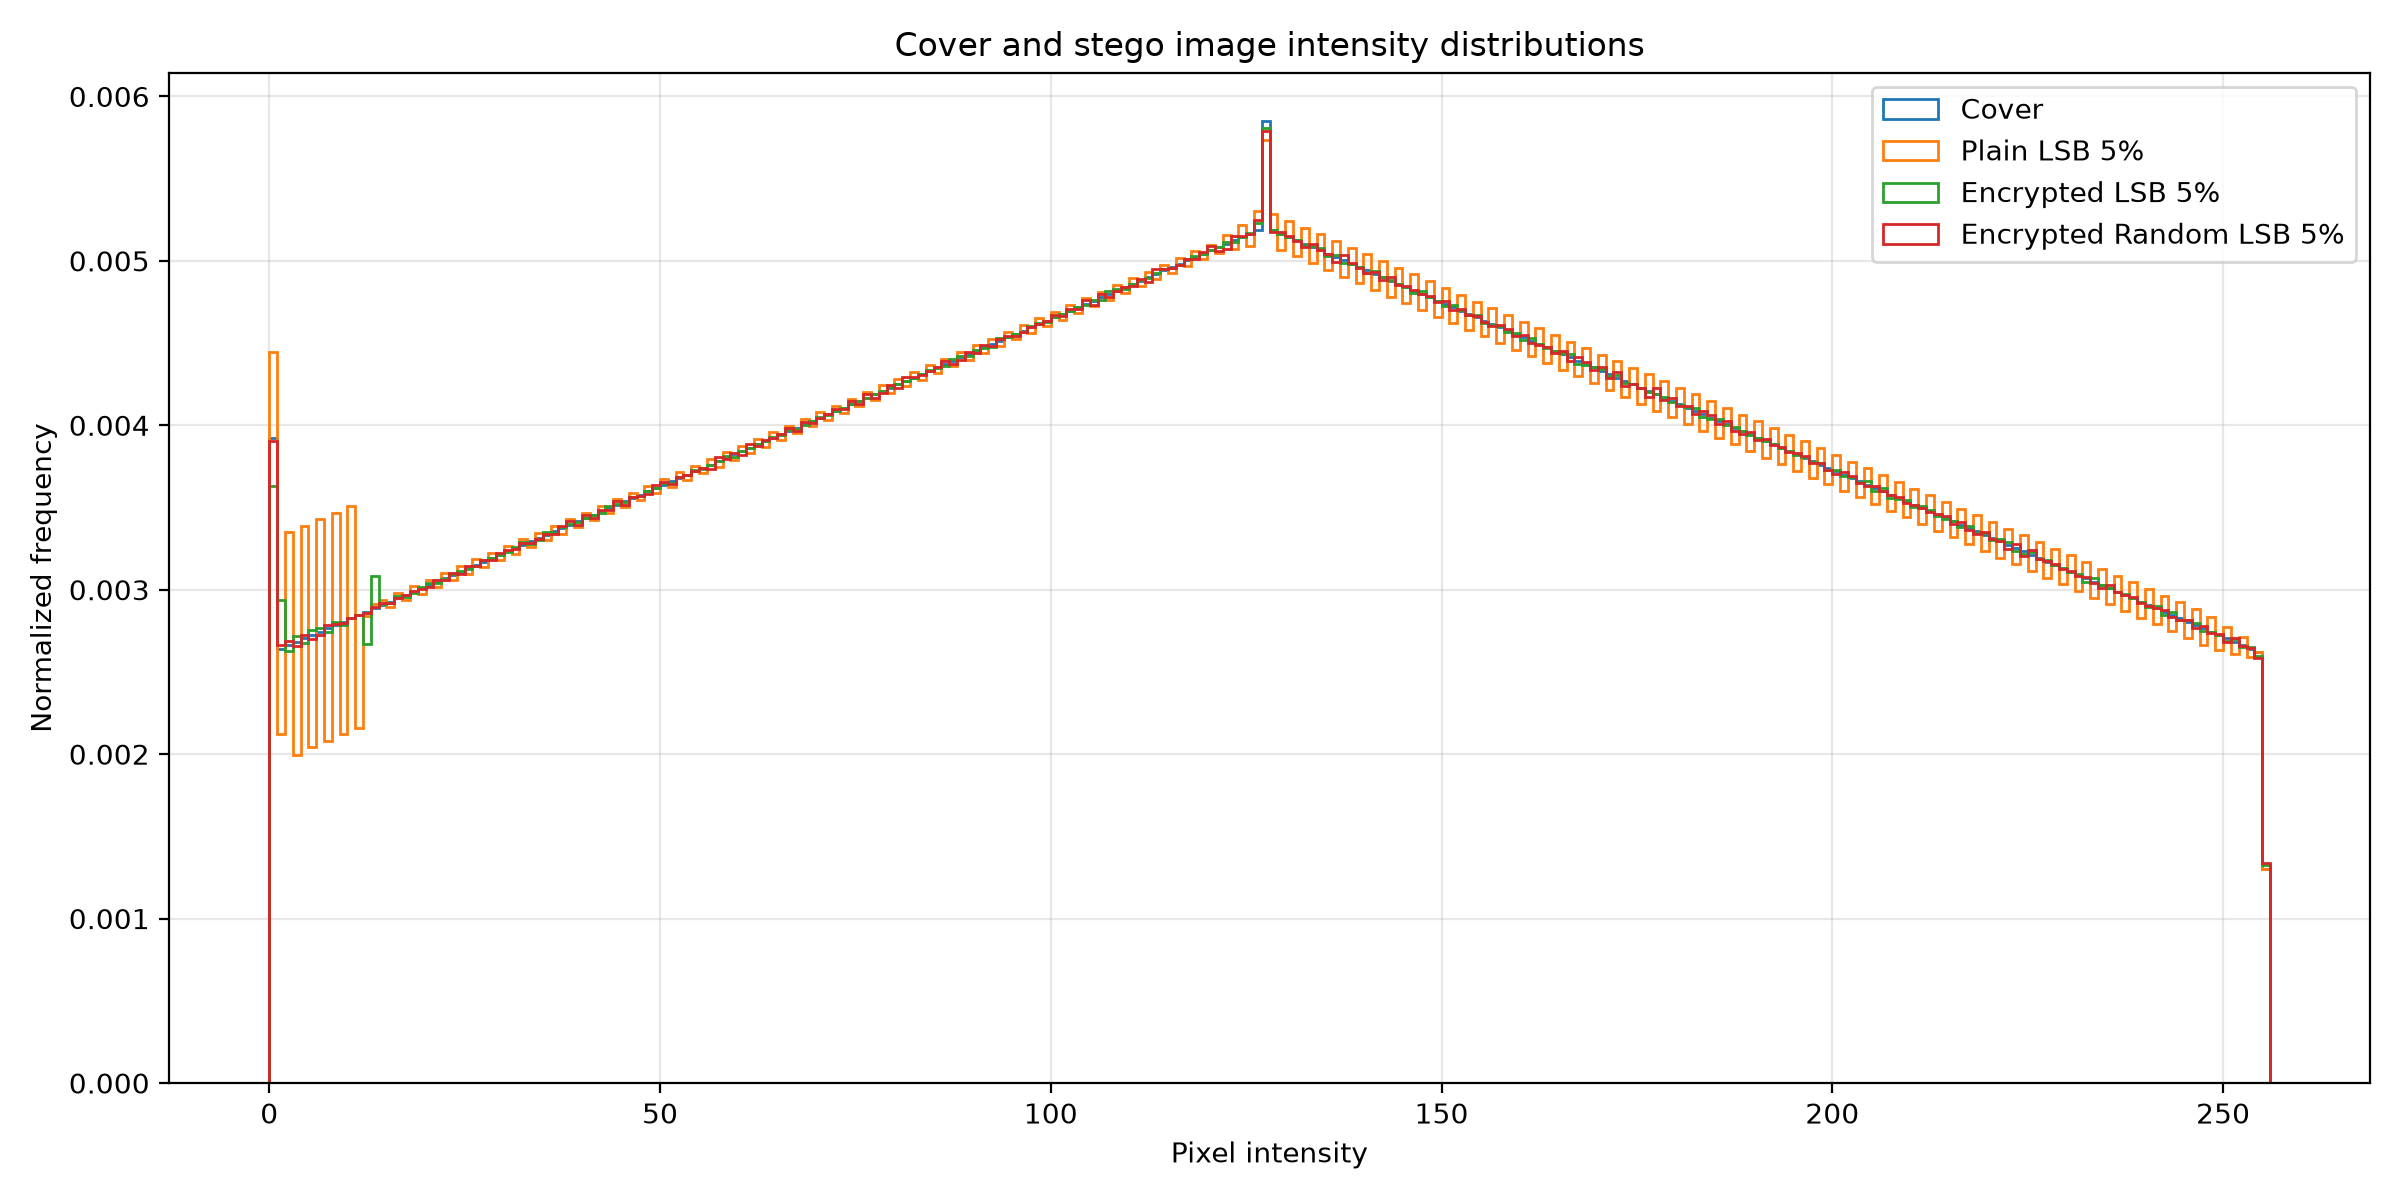 Cover and stego image intensity distributions
Cover
Plain LSB 5%
Encrypted LSB 5%
Encrypted Random LSB 5%
Normalized frequency
0.006
0.005
0.004
0.003
0.002
0.001
0.000
0 50 100 150 200 250
Pixel intensity